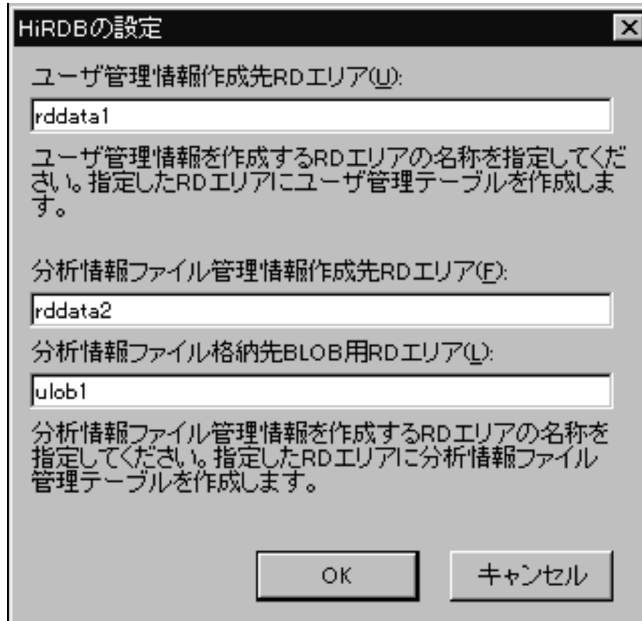 HiRDBの設定
ユーザ管理情報作成先RDエリア(U):
rddata1
ユーザ管理情報を作成するRDエリアの名称を指定してくだ
さい。指定したRDエリアにユーザ管理テーブルを作成しま
す。
分析情報ファイル管理情報作成先RDエリア(F):
rddata2
分析情報ファイル格納先BLOB用RDエリア(L):
ulob1
分析情報ファイル管理情報を作成するRDエリアの名称を
指定してください。指定したRDエリアに分析情報ファイル
管理テーブルを作成します。
OK キャンセル